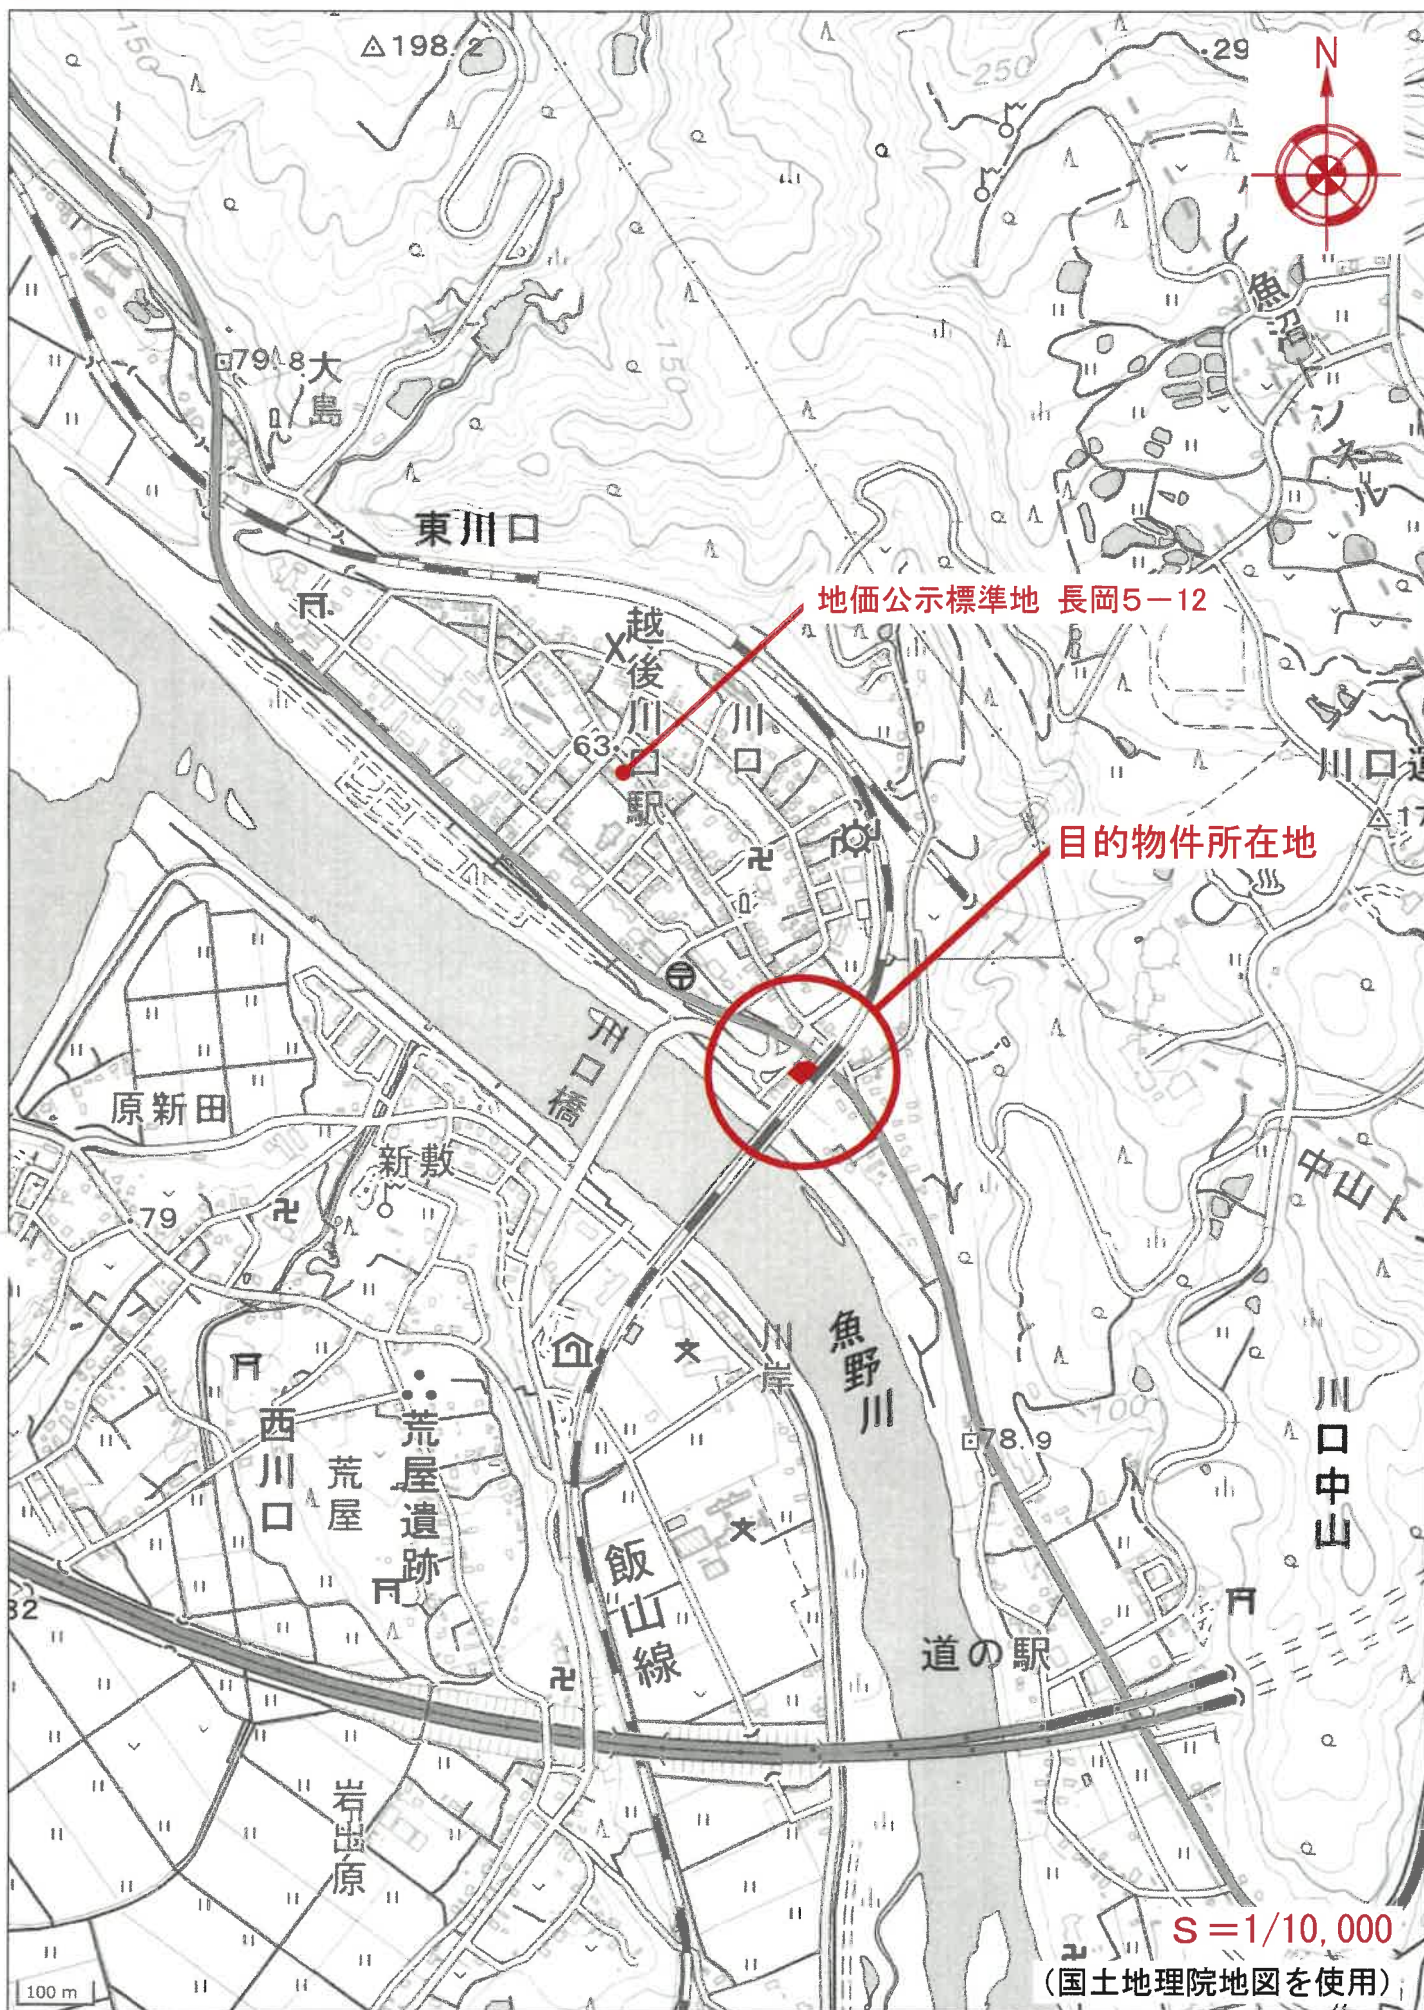 150
198.2
29
250
N
魚沼トンネル
150
79.8
大島
東川口
地価公示標準地 長岡5－12
越後川口駅
川口
63
川口
目的物件所在地
17
川口橋
原新田
新敷
79
中山ト
魚野川
川岸
100
78.9
川口中山
西川口
荒屋
荒屋遺跡
飯山線
32
道の駅
岩出原
S＝1/10,000
(国土地理院地図を使用)
100 m